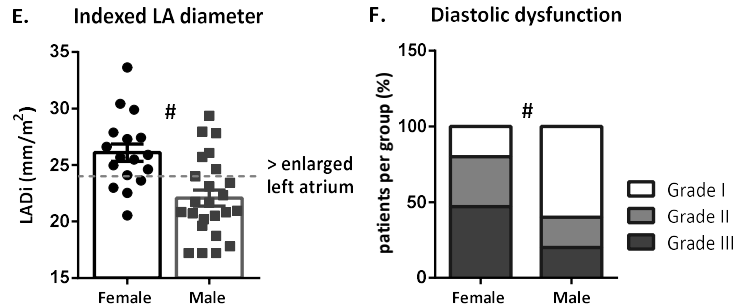 E. Indexed LA diameter
LADi (mm/m²)
35
30
25
20
15
#
> enlarged
left atrium
Female Male
F. Diastolic dysfunction
patients per group (%)
150
100
50
0
#
Female Male
Grade I
Grade II
Grade III